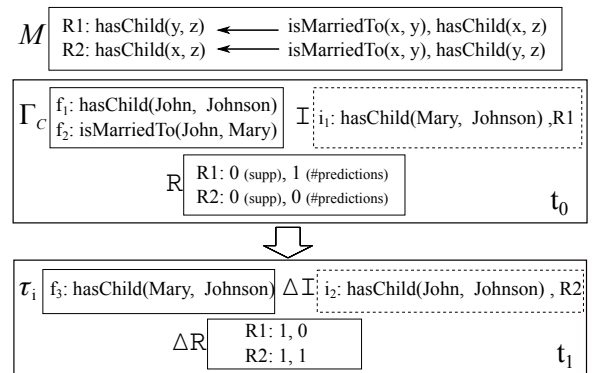 M R1: hasChild(y, z) ← isMarriedTo(x, y), hasChild(x, z)
R2: hasChild(x, z) ← isMarriedTo(x, y), hasChild(y, z)
Γ_C f₁: hasChild(John, Johnson) I i₁: hasChild(Mary, Johnson) ,R1
f₂: isMarriedTo(John, Mary)
R R1: 0 (supp), 1 (#predictions)
R2: 0 (supp), 0 (#predictions)
t₀
τᵢ f₃: hasChild(Mary, Johnson) ΔI i₂: hasChild(John, Johnson) , R2
ΔR R1: 1, 0
R2: 1, 1
t₁